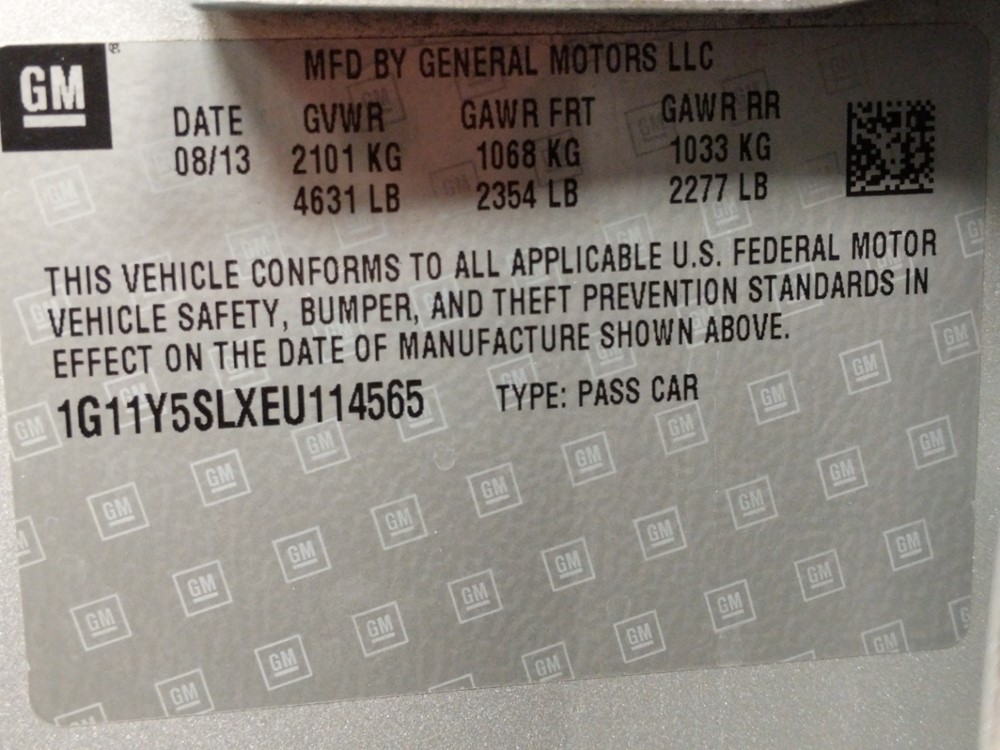 GM
MFD BY GENERAL MOTORS LLC
DATE GVWR GAWR FRT GAWR RR
08/13 2101 KG 1068 KG 1033 KG
4631 LB 2354 LB 2277 LB
THIS VEHICLE CONFORMS TO ALL APPLICABLE U.S. FEDERAL MOTOR
VEHICLE SAFETY, BUMPER, AND THEFT PREVENTION STANDARDS IN
EFFECT ON THE DATE OF MANUFACTURE SHOWN ABOVE.
1G11Y5SLXEU114565 TYPE: PASS CAR